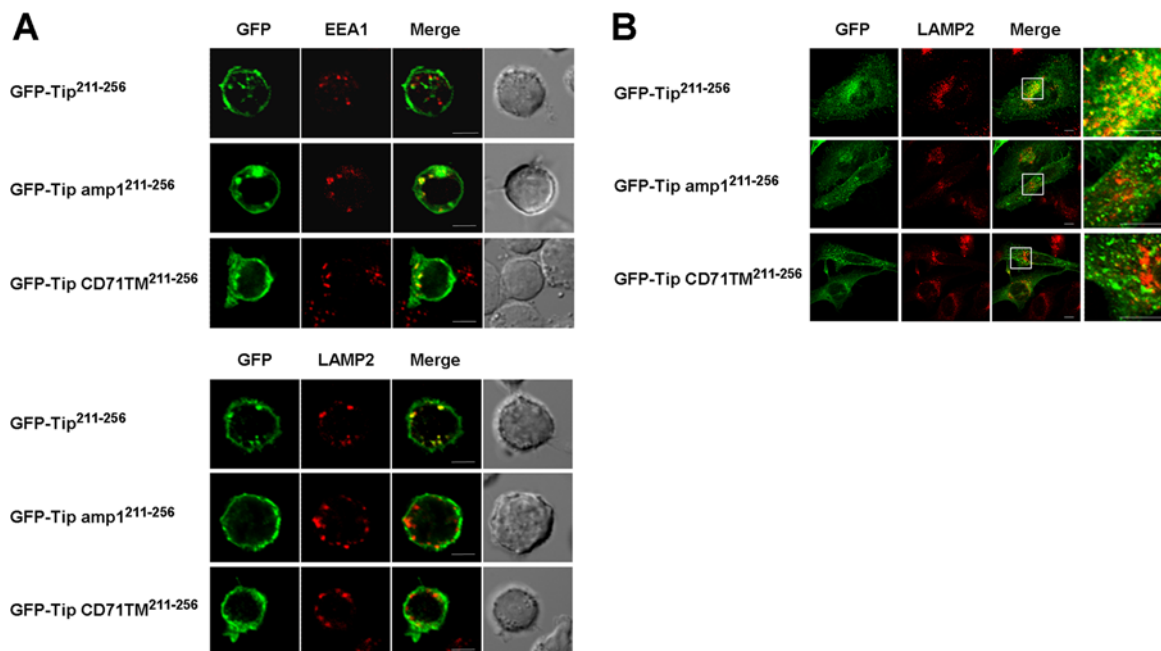 A
GFP EEA1 Merge
GFP-Tip211-256
GFP-Tip amp1211-256
GFP-Tip CD71TM211-256
GFP LAMP2 Merge
GFP-Tip211-256
GFP-Tip amp1211-256
GFP-Tip CD71TM211-256
B
GFP LAMP2 Merge
GFP-Tip211-256
GFP-Tip amp1211-256
GFP-Tip CD71TM211-256